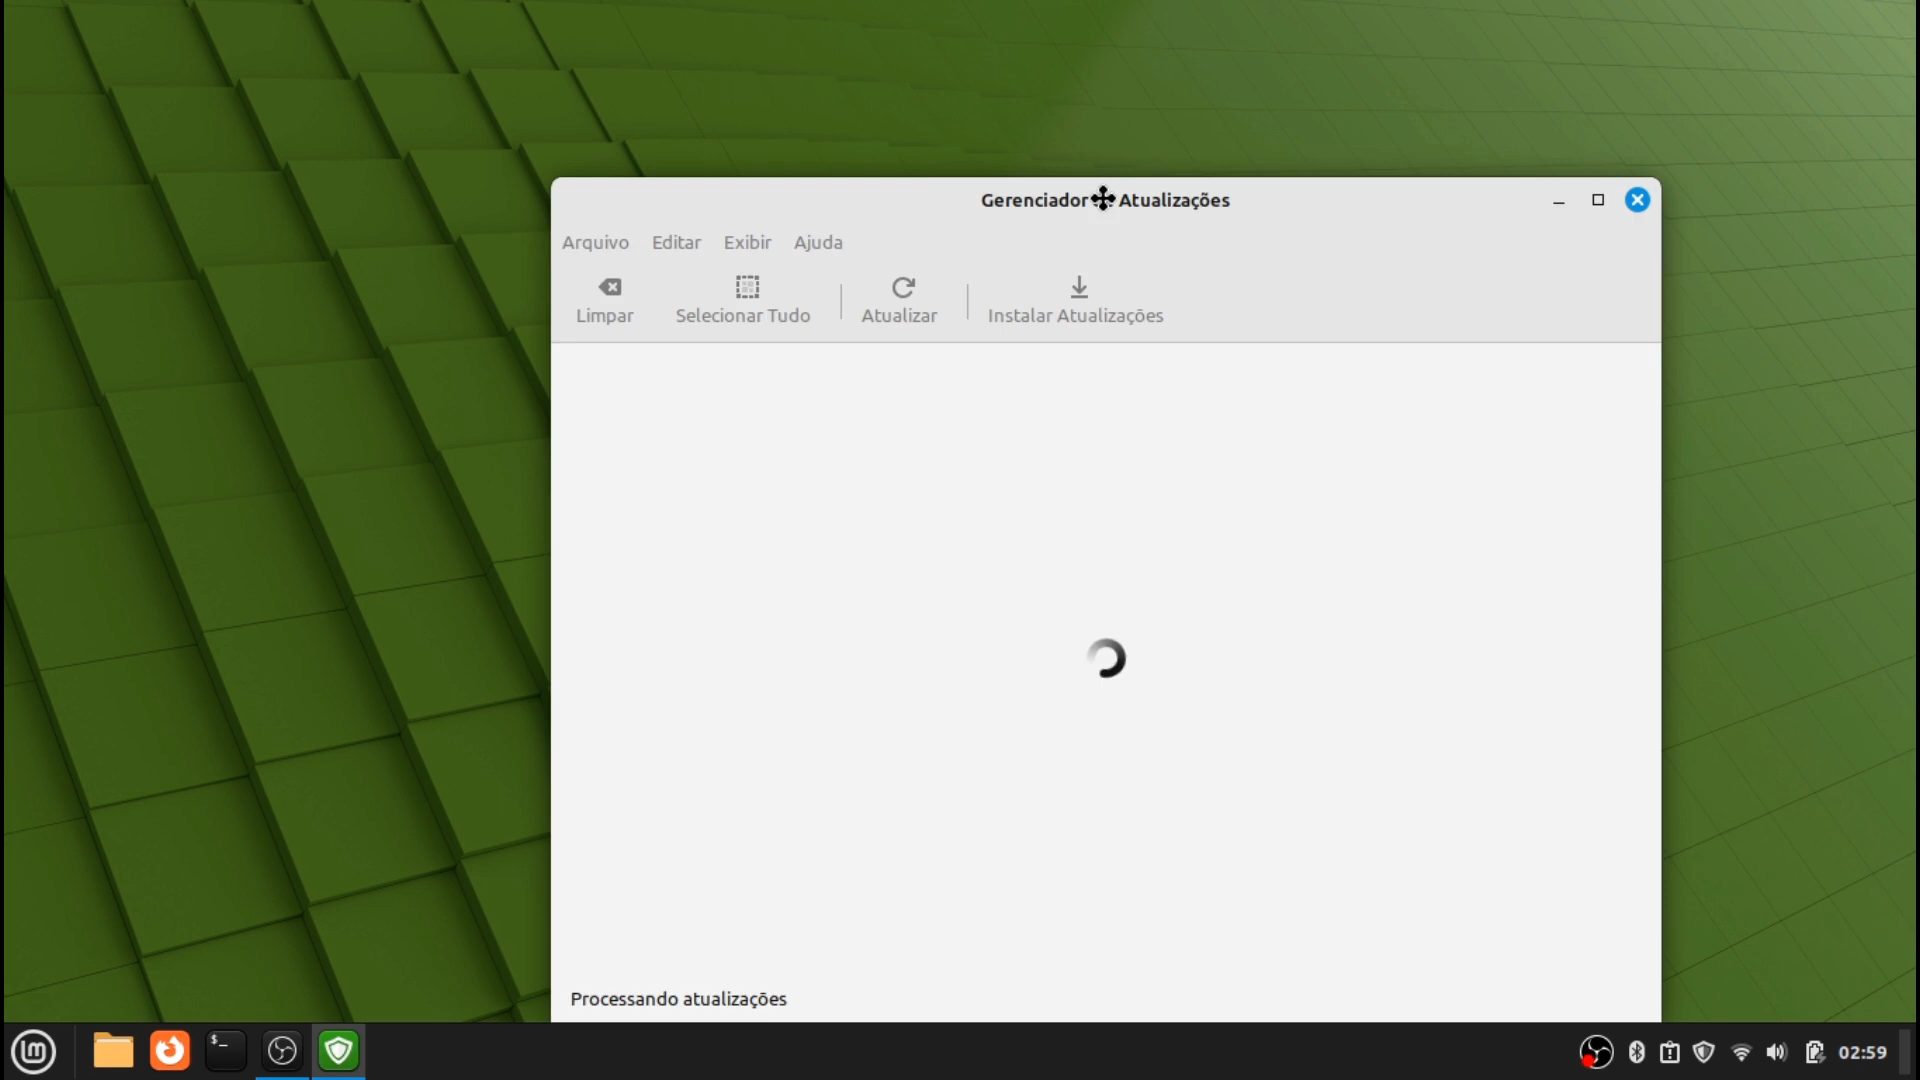 Gerenciador Atualizações
Arquivo Editar Exibir Ajuda
Limpar Selecionar Tudo Atualizar Instalar Atualizações
Processando atualizações
$_
02:59